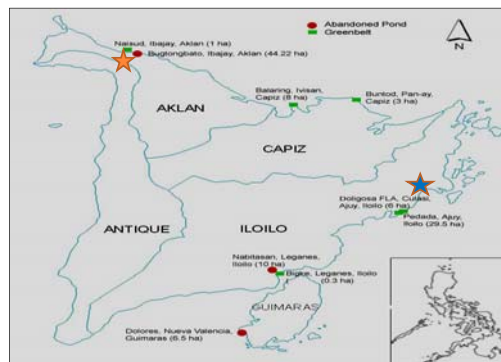 Abandoned Pond
Greenbelt
N
Naisud, Ibajay, Aklan (1 ha)
Bugtongbato, Ibajay, Aklan (44.22 ha)
Balaring, Ivisan,
Capiz (8 ha)
Buntod, Pan-ay,
Capiz (3 ha)
AKLAN
CAPIZ
ANTIQUE
ILOILO
Doligosa FLA, Culasi,
Ajuy, Iloilo (6 ha)
Pedada, Ajuy,
Iloilo (29.5 ha)
Nabitasan, Leganes,
Iloilo (10 ha)
Bigke, Leganes, Iloilo
(0.3 ha)
GUIMARAS
Dolores, Nueva Valencia,
Guimaras (6.5 ha)